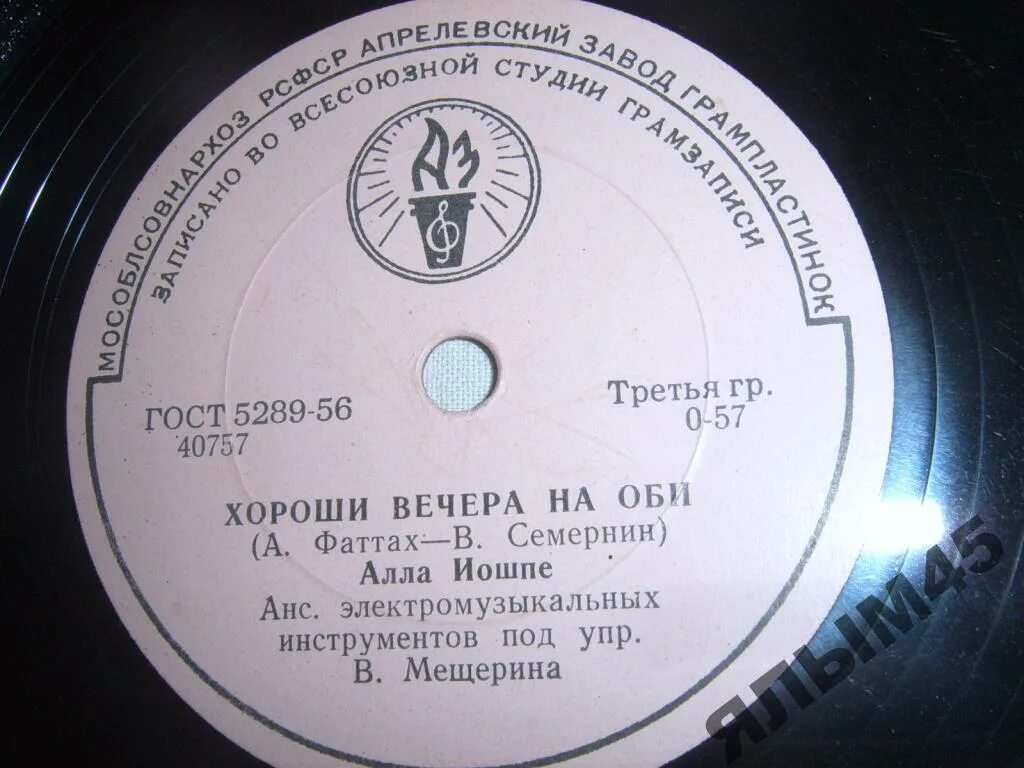 МОСОБЛСОВНАРХОЗ РСФСР АПРЕЛЕВСКИЙ ЗАВОД ГРАМПЛАСТИНОК
ЗАПИСАНО ВО ВСЕСОЮЗНОЙ СТУДИИ ГРАМЗАПИСИ
АЗ
ГОСТ 5289-56
40757
Третья гр.
0-57
ХОРОШИ ВЕЧЕРА НА ОБИ
(А. Фаттах—В. Семернин)
Алла Иошпе
Анс. электромузыкальных
инструментов под упр.
В. Мещерина
ЯЛЫМ45